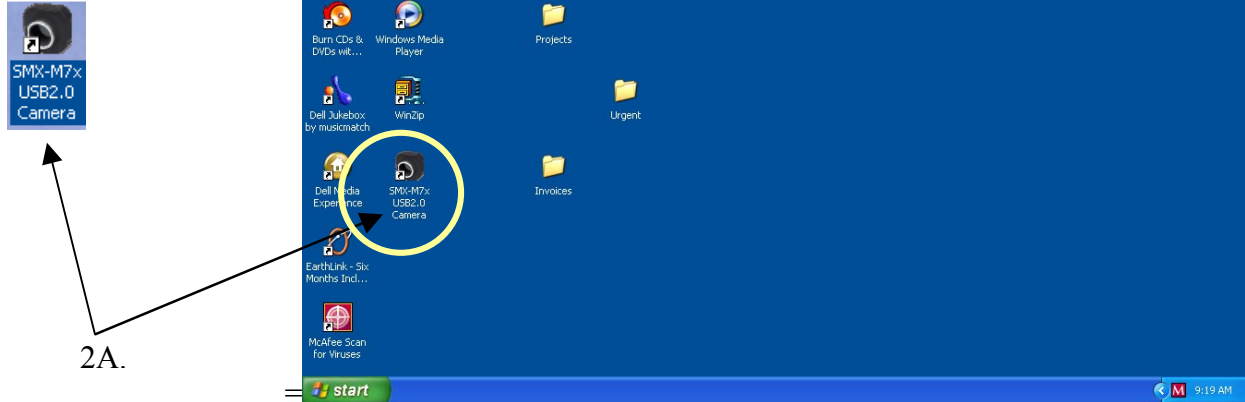 SMX-M7x
USB2.0
Camera
Burn CDs &
DVDs wit...
Windows Media
Player
Projects
Dell Jukebox
by musicmatch
WinZip
Urgent
Dell Media
Experience
SMX-M7x
USB2.0
Camera
Invoices
EarthLink - Six
Months Incl...
McAfee Scan
for Viruses
2A.
=
start
M
9:19 AM